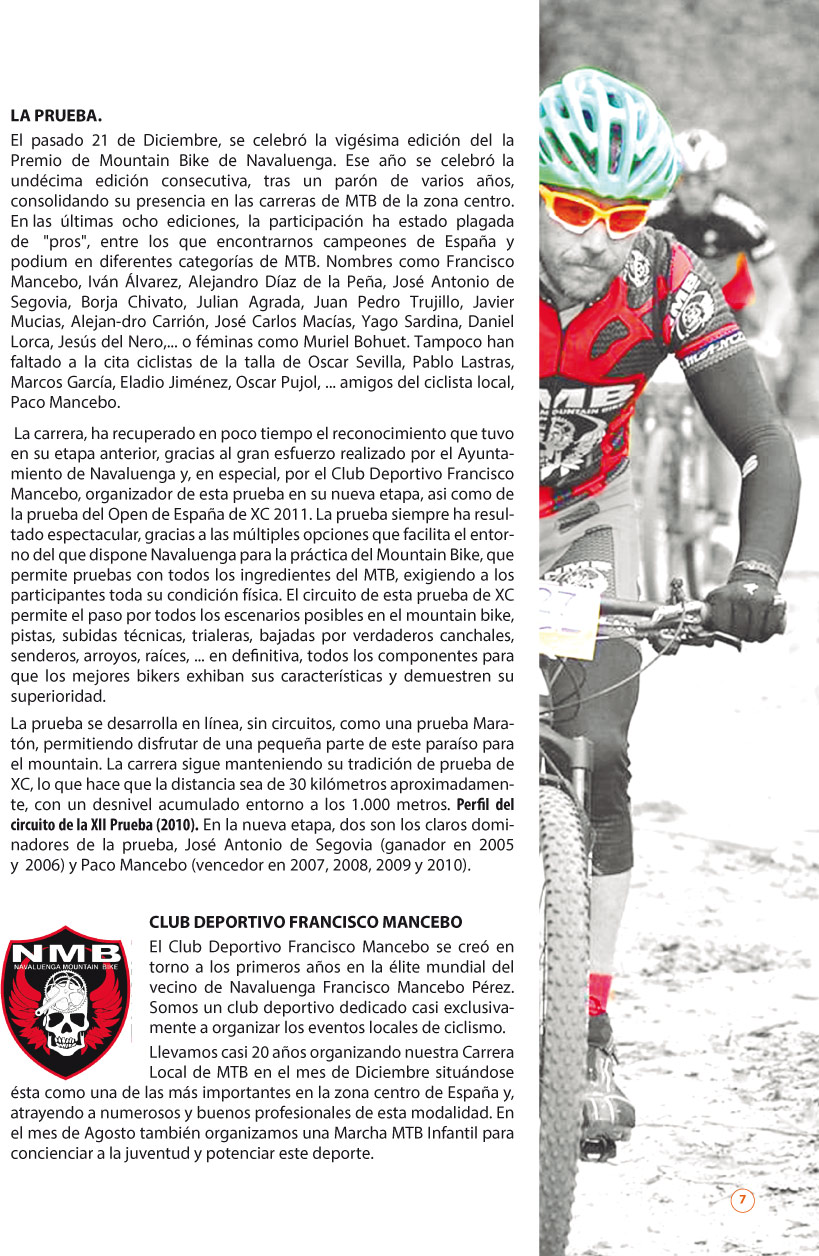 LA PRUEBA.
El pasado 21 de Diciembre, se celebró la vigésima edición del la
Premio de Mountain Bike de Navaluenga. Ese año se celebró la
undécima edición consecutiva, tras un parón de varios años,
consolidando su presencia en las carreras de MTB de la zona centro.
En las últimas ocho ediciones, la participación ha estado plagada
de "pros", entre los que encontrarnos campeones de España y
podium en diferentes categorías de MTB. Nombres como Francisco
Mancebo, Iván Álvarez, Alejandro Díaz de la Peña, José Antonio de
Segovia, Borja Chivato, Julian Agrada, Juan Pedro Trujillo, Javier
Mucias, Alejan-dro Carrión, José Carlos Macías, Yago Sardina, Daniel
Lorca, Jesús del Nero,... o féminas como Muriel Bohuet. Tampoco han
faltado a la cita ciclistas de la talla de Oscar Sevilla, Pablo Lastras,
Marcos García, Eladio Jiménez, Oscar Pujol, ... amigos del ciclista local,
Paco Mancebo.
La carrera, ha recuperado en poco tiempo el reconocimiento que tuvo
en su etapa anterior, gracias al gran esfuerzo realizado por el Ayunta-
miento de Navaluenga y, en especial, por el Club Deportivo Francisco
Mancebo, organizador de esta prueba en su nueva etapa, asi como de
la prueba del Open de España de XC 2011. La prueba siempre ha resul-
tado espectacular, gracias a las múltiples opciones que facilita el entor-
no del que dispone Navaluenga para la práctica del Mountain Bike, que
permite pruebas con todos los ingredientes del MTB, exigiendo a los
participantes toda su condición física. El circuito de esta prueba de XC
permite el paso por todos los escenarios posibles en el mountain bike,
pistas, subidas técnicas, trialeras, bajadas por verdaderos canchales,
senderos, arroyos, raíces, ... en definitiva, todos los componentes para
que los mejores bikers exhiban sus características y demuestren su
superioridad.
La prueba se desarrolla en línea, sin circuitos, como una prueba Mara-
tón, permitiendo disfrutar de una pequeña parte de este paraíso para
el mountain. La carrera sigue manteniendo su tradición de prueba de
XC, lo que hace que la distancia sea de 30 kilómetros aproximadamen-
te, con un desnivel acumulado entorno a los 1.000 metros. Perfil del
circuito de la XII Prueba (2010). En la nueva etapa, dos son los claros domi-
nadores de la prueba, José Antonio de Segovia (ganador en 2005
y 2006) y Paco Mancebo (vencedor en 2007, 2008, 2009 y 2010).
CLUB DEPORTIVO FRANCISCO MANCEBO
NMB
NAVALUENGA MOUNTAIN BIKE
El Club Deportivo Francisco Mancebo se creó en
torno a los primeros años en la élite mundial del
vecino de Navaluenga Francisco Mancebo Pérez.
Somos un club deportivo dedicado casi exclusiva-
mente a organizar los eventos locales de ciclismo.
Llevamos casi 20 años organizando nuestra Carrera
Local de MTB en el mes de Diciembre situándose
ésta como una de las más importantes en la zona centro de España y,
atrayendo a numerosos y buenos profesionales de esta modalidad. En
el mes de Agosto también organizamos una Marcha MTB Infantil para
concienciar a la juventud y potenciar este deporte.
NMB
MOUNTAIN BIKE
7